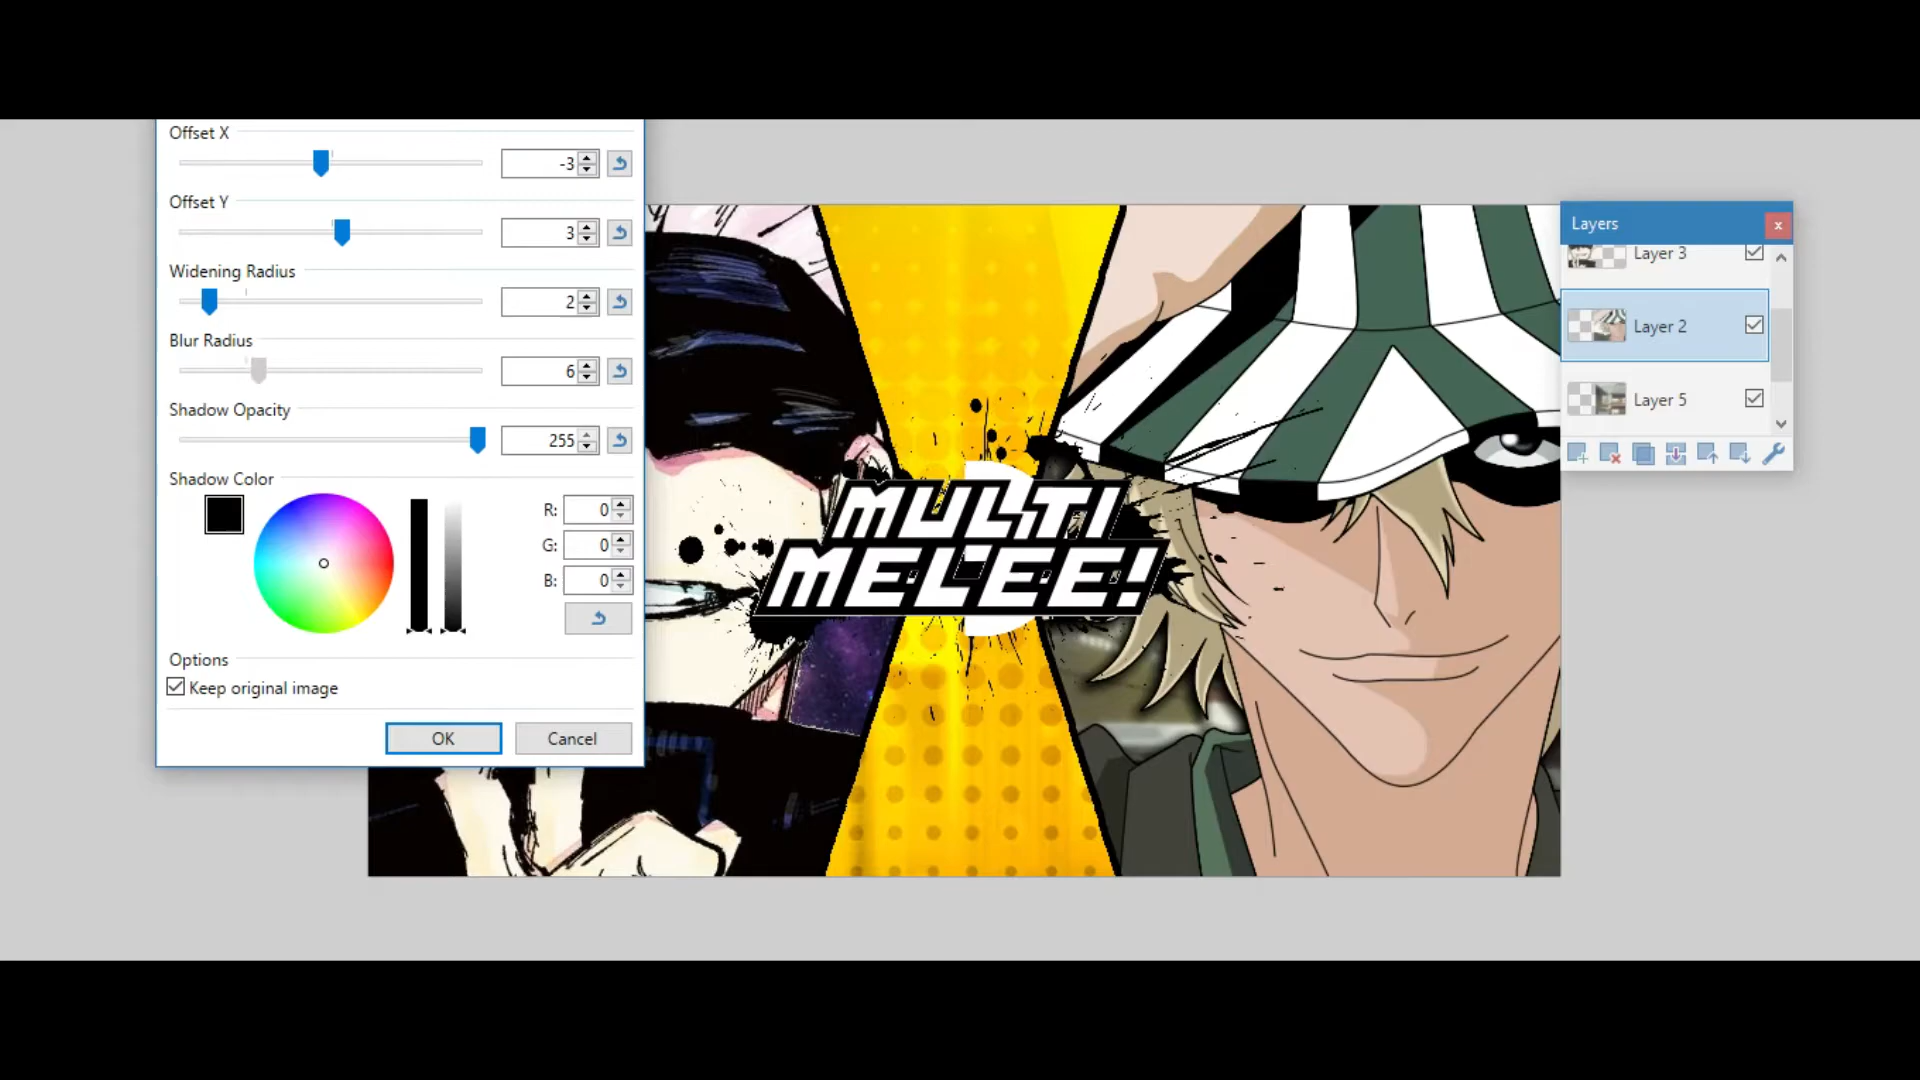 Offset X
-3
Offset Y
3
Widening Radius
2
Blur Radius
6
Shadow Opacity
255
Shadow Color
R: 0
G: 0
B: 0
Options
Keep original image
OK
Cancel
MULTI
MELEE!
Layers
x
Layer 3
Layer 2
Layer 5